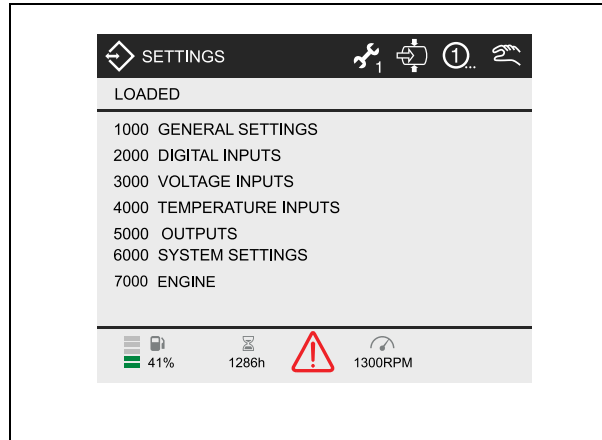 SETTINGS 1 1...
LOADED
1000 GENERAL SETTINGS
2000 DIGITAL INPUTS
3000 VOLTAGE INPUTS
4000 TEMPERATURE INPUTS
5000 OUTPUTS
6000 SYSTEM SETTINGS
7000 ENGINE
41% 1286h ! 1300RPM